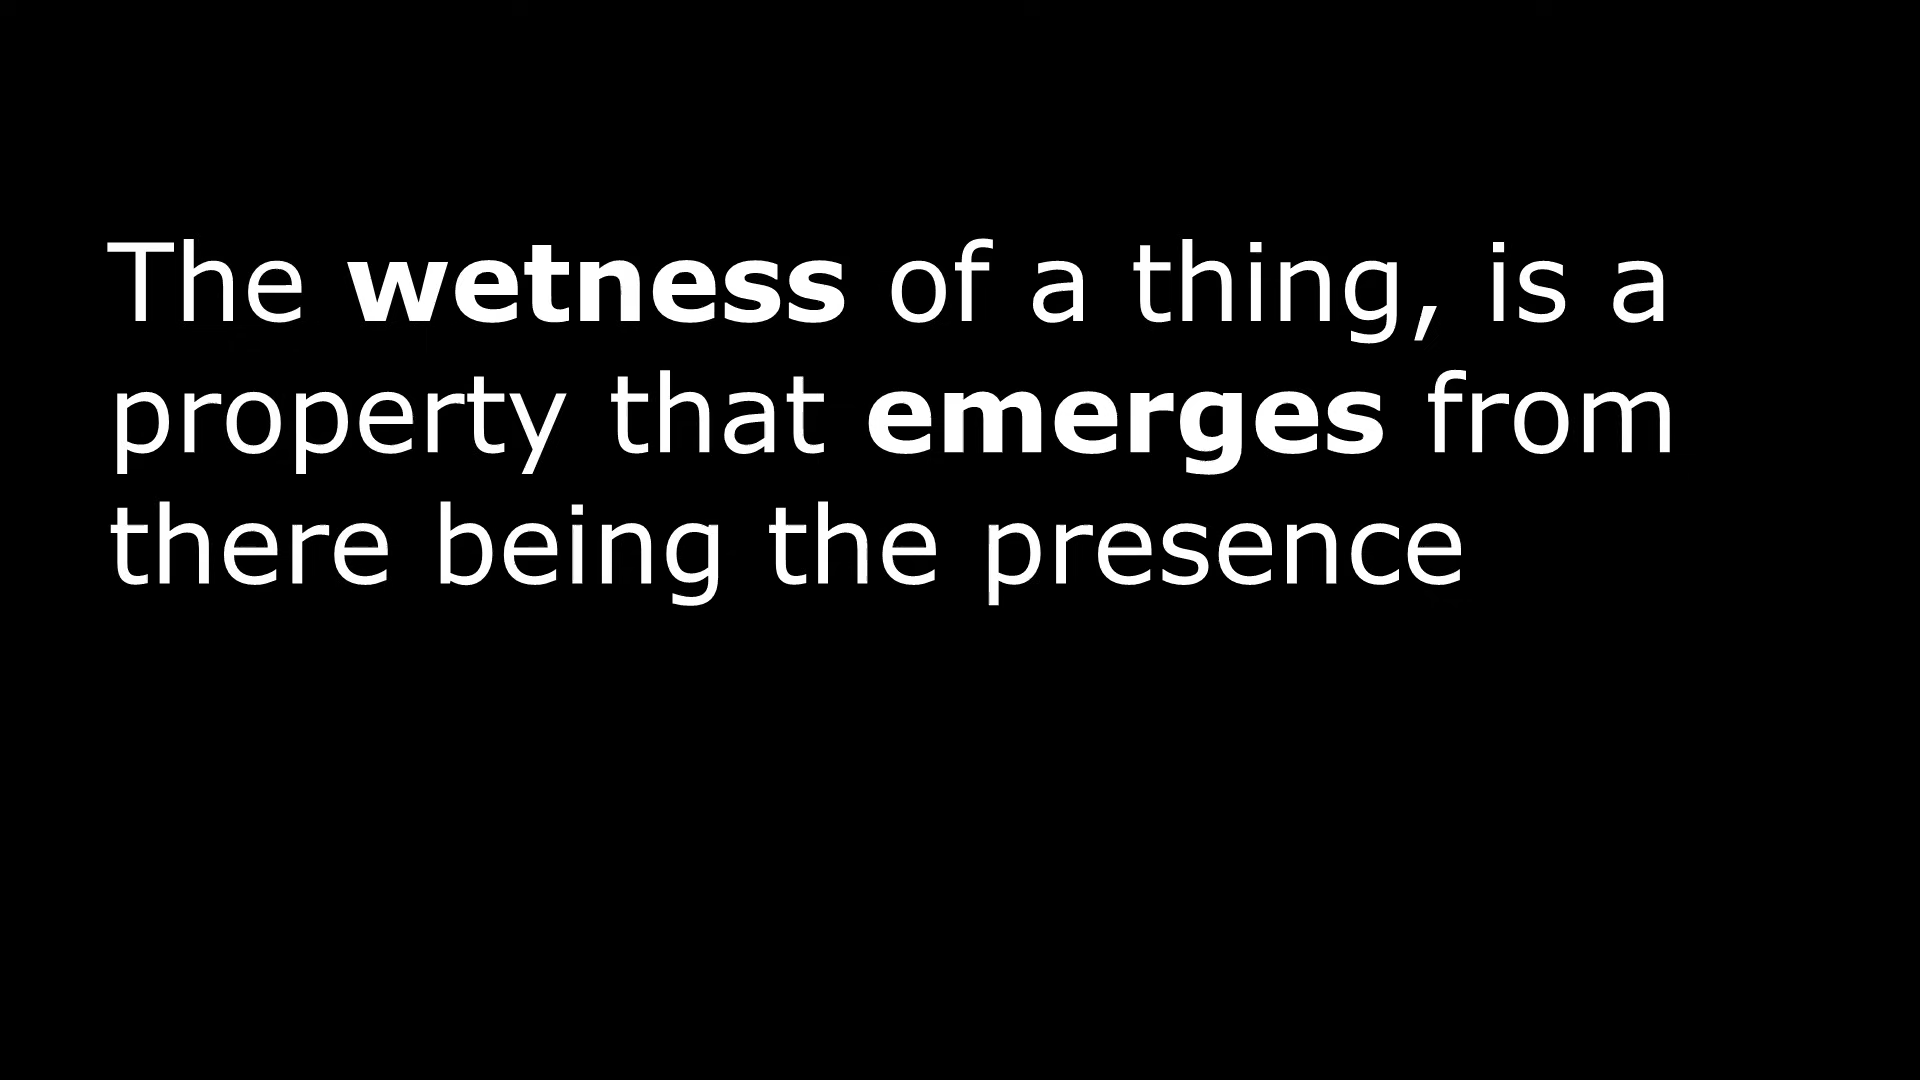 The wetness of a thing, is a
property that emerges from
there being the presence